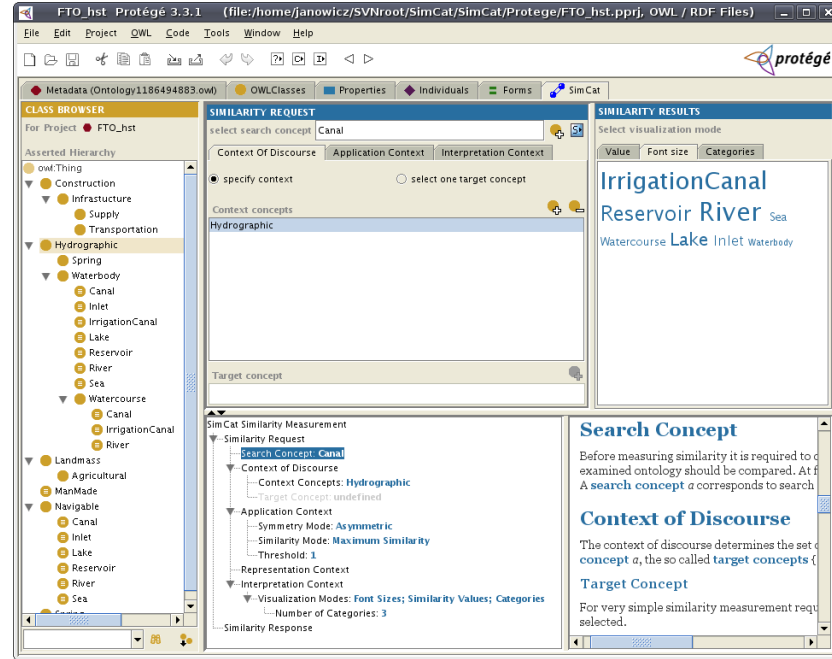 FTO_hst Protégé 3.3.1 (file:/home/janowicz/SVNroot/SimCat/SimCat/Protege/FTO_hst.pprj, OWL / RDF Files)
File Edit Project OWL Code Tools Window Help
protégé
Metadata (Ontology1186494883.owl) OWLClasses Properties Individuals Forms SimCat
CLASS BROWSER
For Project FTO_hst
Asserted Hierarchy
owl:Thing
Construction
Infrastucture
Supply
Transportation
Hydrographic
Spring
Waterbody
Canal
Inlet
IrrigationCanal
Lake
Reservoir
River
Sea
Watercourse
Canal
IrrigationCanal
River
Landmass
Agricultural
ManMade
Navigable
Canal
Inlet
Lake
Reservoir
River
Sea
SIMILARITY REQUEST
select search concept Canal
Context Of Discourse Application Context Interpretation Context
specify context select one target concept
Context concepts
Hydrographic
Target concept
SIMILARITY RESULTS
Select visualization mode
Value Font size Categories
IrrigationCanal
Reservoir River Sea
Watercourse Lake Inlet Waterbody
SimCat Similarity Measurement
Similarity Request
Search Concept: Canal
Context of Discourse
Context Concepts: Hydrographic
Target Concept: undefined
Application Context
Symmetry Mode: Asymmetric
Similarity Mode: Maximum Similarity
Threshold: 1
Representation Context
Interpretation Context
Visualization Modes: Font Sizes; Similarity Values; Categories
Number of Categories: 3
Similarity Response
Search Concept
Before measuring similarity it is required to
examined ontology should be compared. At f
A search concept a corresponds to search
Context of Discourse
The context of discourse determines the set
concept a, the so called target concepts {
Target Concept
For very simple similarity measurement requ
selected.